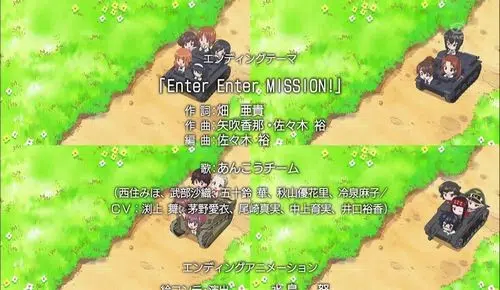 エンディングテーマ
「Enter Enter MISSION!」
作 詞：畑 亜貴
作 曲：矢吹香那・佐々木 裕
編 曲：佐々木 裕
歌：あんこうチーム
（西住みほ、武部沙織、五十鈴 華、秋山優花里、冷泉麻子／
CV：渕上 舞、茅野愛衣、尾崎真実、中上育実、井口裕香）
エンディングアニメーション